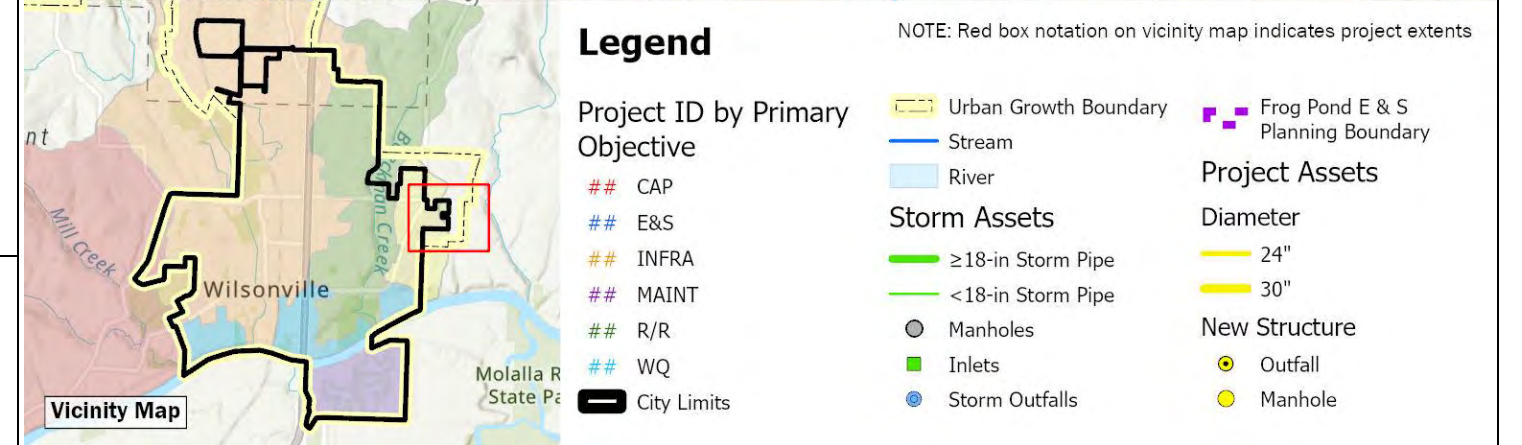 nt
Mill Creek
Wilsonville
Creek
Molalla R
State Pa
Vicinity Map
Legend
NOTE: Red box notation on vicinity map indicates project extents
Project ID by Primary
Objective
## CAP
## E&S
## INFRA
## MAINT
## R/R
## WQ
City Limits
Urban Growth Boundary
Stream
River
Storm Assets
≥18-in Storm Pipe
<18-in Storm Pipe
Manholes
Inlets
Storm Outfalls
Frog Pond E & S
Planning Boundary
Project Assets
Diameter
24"
30"
New Structure
Outfall
Manhole